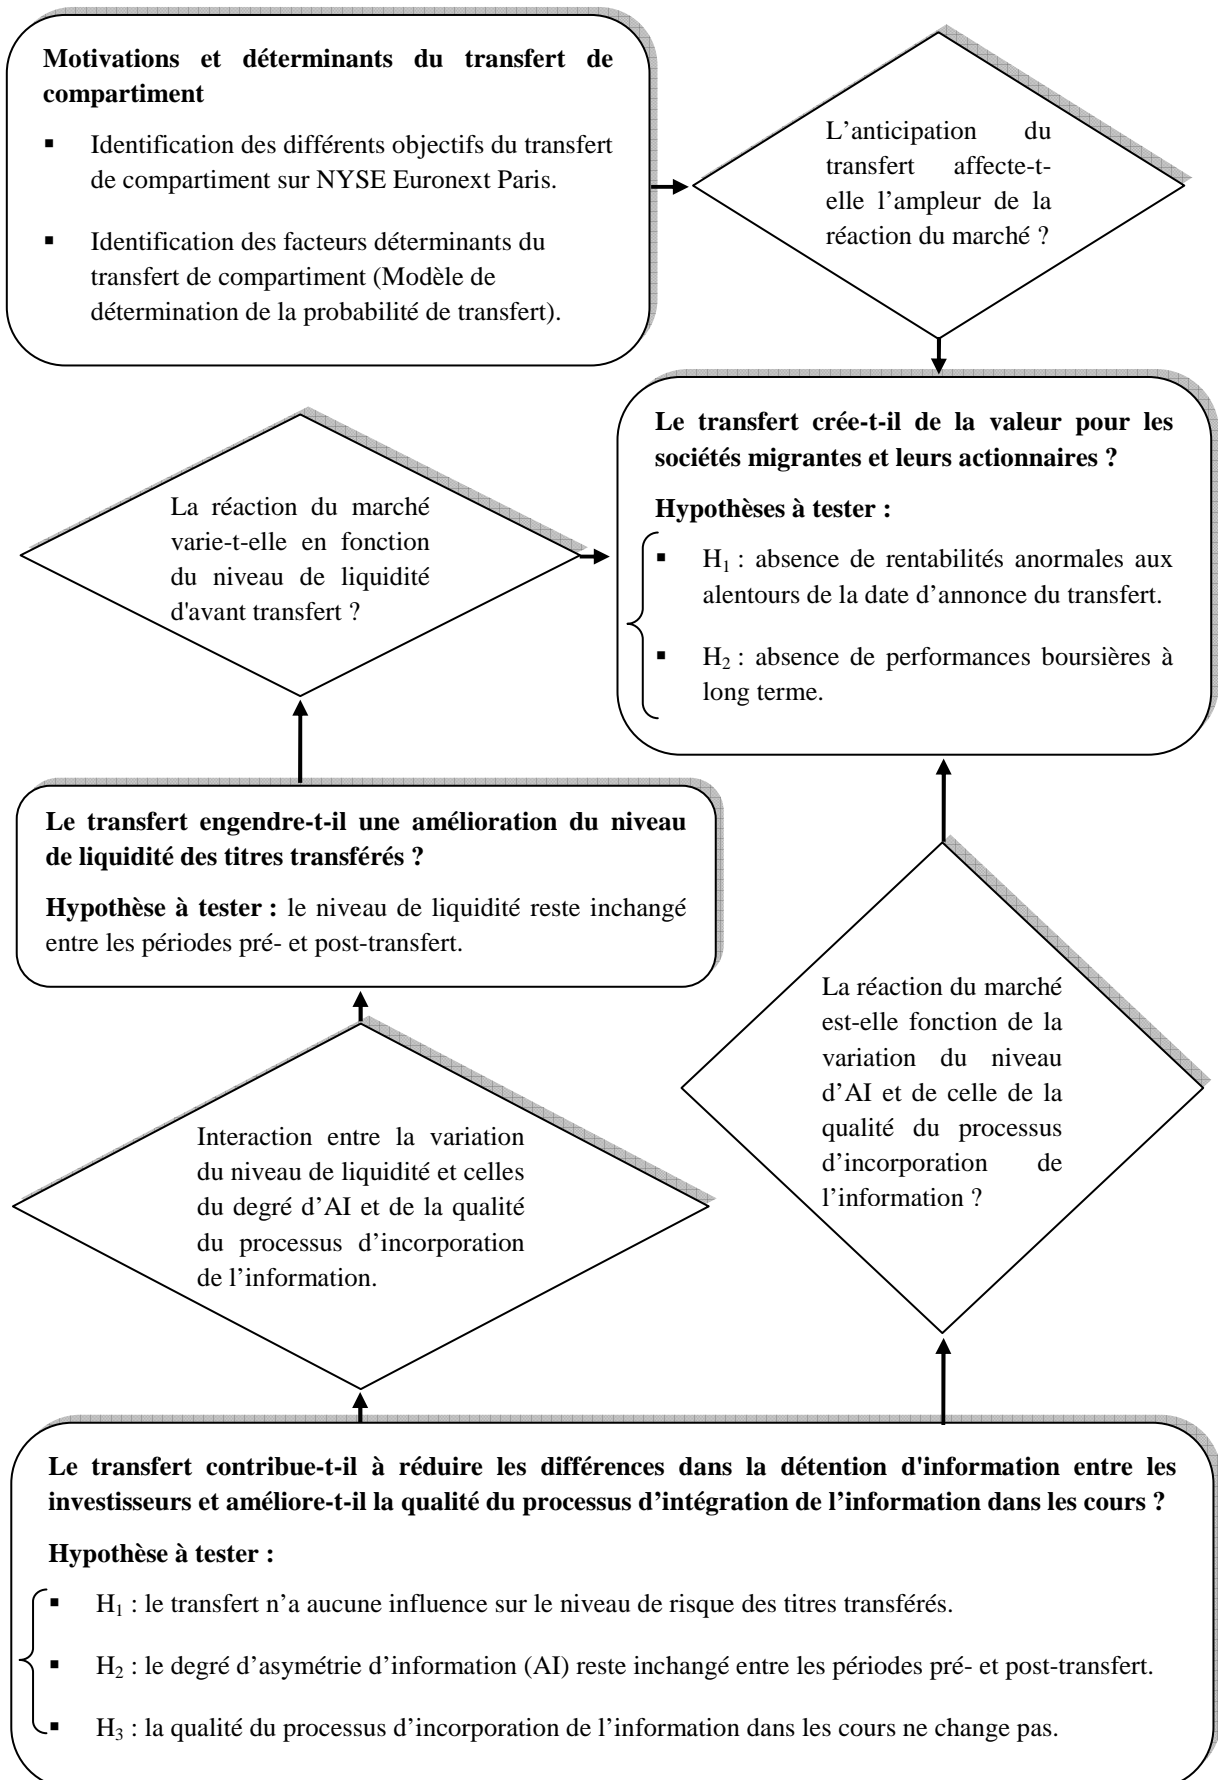 Motivations et déterminants du transfert de
compartiment
▪ Identification des différents objectifs du transfert
de compartiment sur NYSE Euronext Paris.
▪ Identification des facteurs déterminants du
transfert de compartiment (Modèle de
détermination de la probabilité de transfert).
L’anticipation du
transfert affecte-t-
elle l’ampleur de la
réaction du marché ?
Le transfert crée-t-il de la valeur pour les
sociétés migrantes et leurs actionnaires ?
Hypothèses à tester :
▪ H1 : absence de rentabilités anormales aux
alentours de la date d’annonce du transfert.
▪ H2 : absence de performances boursières à
long terme.
La réaction du marché
varie-t-elle en fonction
du niveau de liquidité
d'avant transfert ?
Le transfert engendre-t-il une amélioration du niveau
de liquidité des titres transférés ?
Hypothèse à tester : le niveau de liquidité reste inchangé
entre les périodes pré- et post-transfert.
La réaction du marché
est-elle fonction de la
variation du niveau
d’AI et de celle de la
qualité du processus
d’incorporation de
l’information ?
Interaction entre la variation
du niveau de liquidité et celles
du degré d’AI et de la qualité
du processus d’incorporation
de l’information.
Le transfert contribue-t-il à réduire les différences dans la détention d'information entre les
investisseurs et améliore-t-il la qualité du processus d’intégration de l’information dans les cours ?
Hypothèse à tester :
▪ H1 : le transfert n’a aucune influence sur le niveau de risque des titres transférés.
▪ H2 : le degré d’asymétrie d’information (AI) reste inchangé entre les périodes pré- et post-transfert.
▪ H3 : la qualité du processus d’incorporation de l’information dans les cours ne change pas.